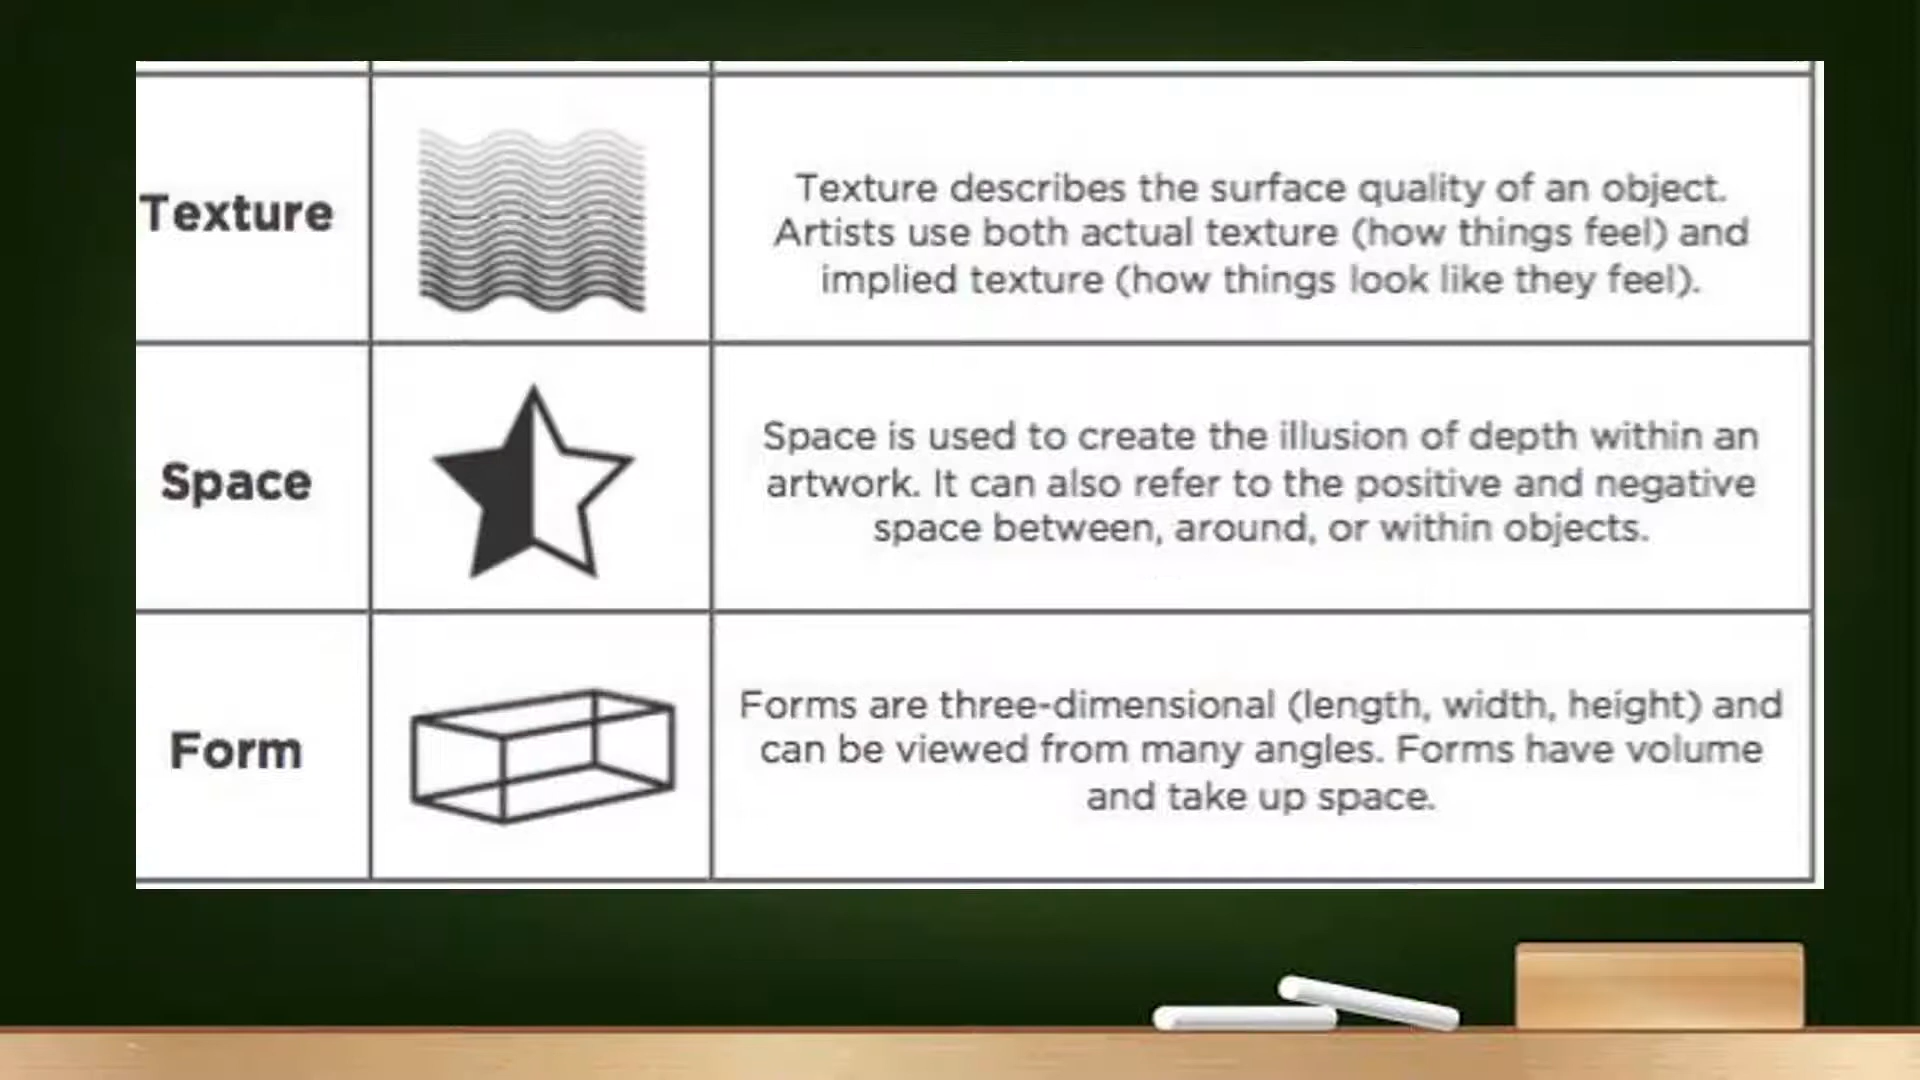 Texture
Texture describes the surface quality of an object.
Artists use both actual texture (how things feel) and
implied texture (how things look like they feel).
Space
Space is used to create the illusion of depth within an
artwork. It can also refer to the positive and negative
space between, around, or within objects.
Form
Forms are three-dimensional (length, width, height) and
can be viewed from many angles. Forms have volume
and take up space.